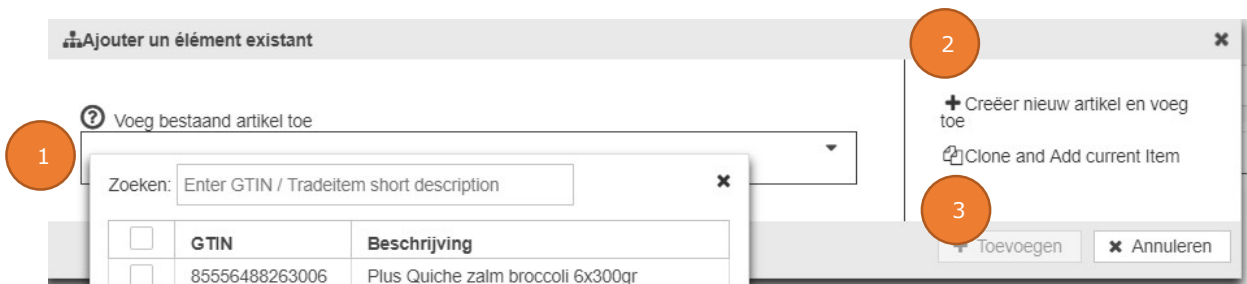 Ajouter un élément existant
2
Voeg bestaand artikel toe
1
Zoeken: Enter GTIN / Tradeitem short description
GTIN Beschrijving
85556488263006 Plus Quiche zalm broccoli 6x300gr
Creëer nieuw artikel en voeg
toe
Clone and Add current Item
3
Toevoegen Annuleren